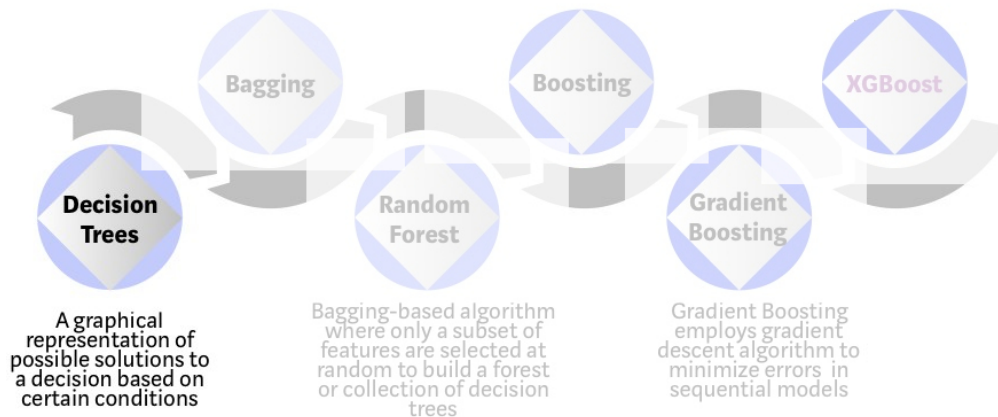 Bagging
Boosting
XGBoost
Decision
Trees
Random
Forest
Gradient
Boosting
A graphical
representation of
possible solutions to
a decision based on
certain conditions
Bagging-based algorithm
where only a subset of
features are selected at
random to build a forest
or collection of decision
trees
Gradient Boosting
employs gradient
descent algorithm to
minimize errors in
sequential models